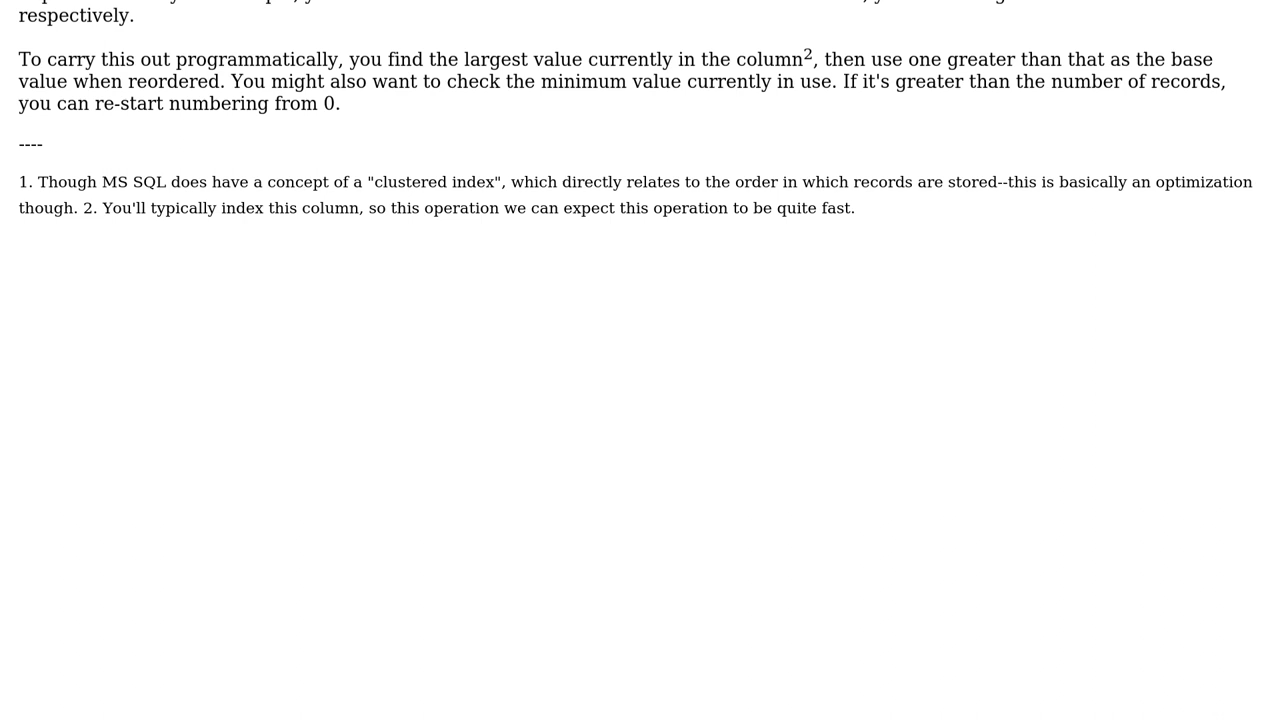 respectively.
To carry this out programmatically, you find the largest value currently in the column2, then use one greater than that as the base
value when reordered. You might also want to check the minimum value currently in use. If it's greater than the number of records,
you can re-start numbering from 0.
----
1. Though MS SQL does have a concept of a "clustered index", which directly relates to the order in which records are stored--this is basically an optimization
though. 2. You'll typically index this column, so this operation we can expect this operation to be quite fast.